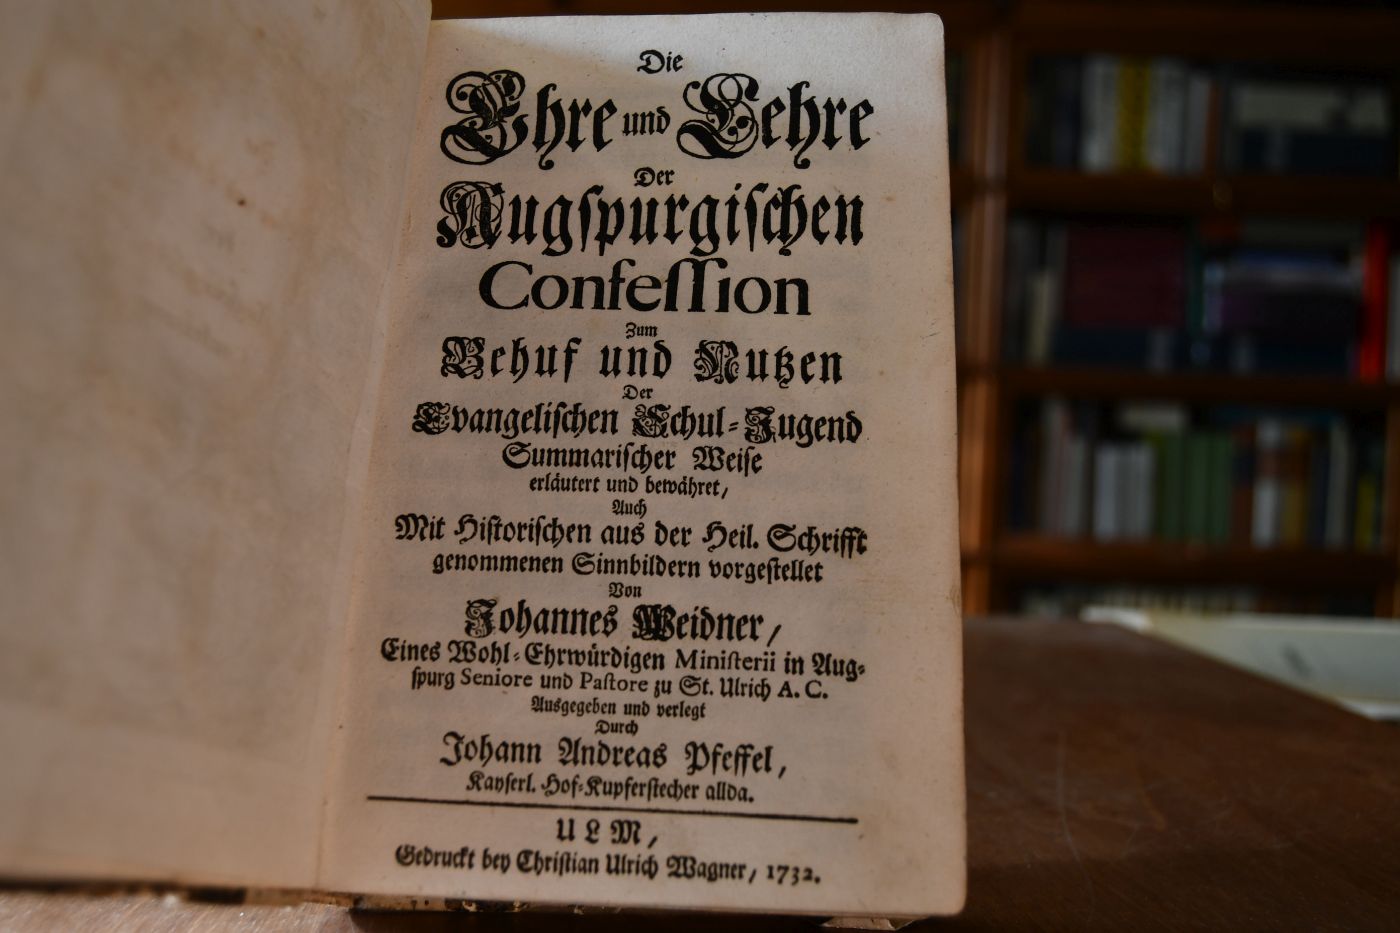 Die
Ehre und Lehre
Der
Augſpurgiſchen
Confeſſion
Zum
Behuf und Nutzen
Der
Evangeliſchen Schul-Jugend
Summariſcher Weiſe
erläutert und bewähret,
Auch
Mit Hiſtoriſchen aus der Heil. Schrifft
genommenen Sinnbildern vorgeſtellet
Von
Johannes Weidner,
Eines Wohl-Ehrwürdigen Miniſterii in Aug-
ſpurg Seniore und Paſtore zu St. Ulrich A. C.
Ausgegeben und verlegt
Durch
Johann Andreas Pfeffel,
Kayſerl. Hof-Kupferſtecher allda.
ULM,
Gedruckt bey Chriſtian Ulrich Wagner, 1732.